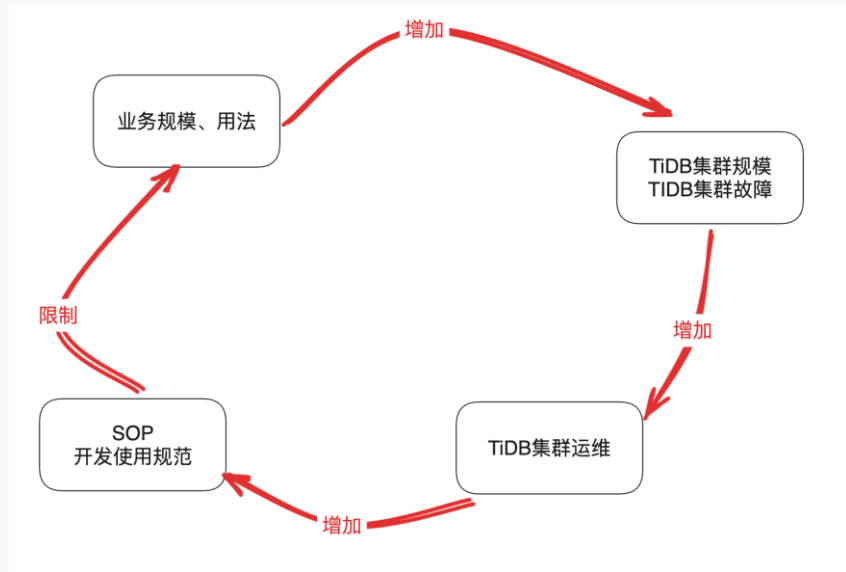 增加
业务规模、用法
TiDB集群规模
TIDB集群故障
限制
增加
SOP
开发使用规范
TiDB集群运维
增加